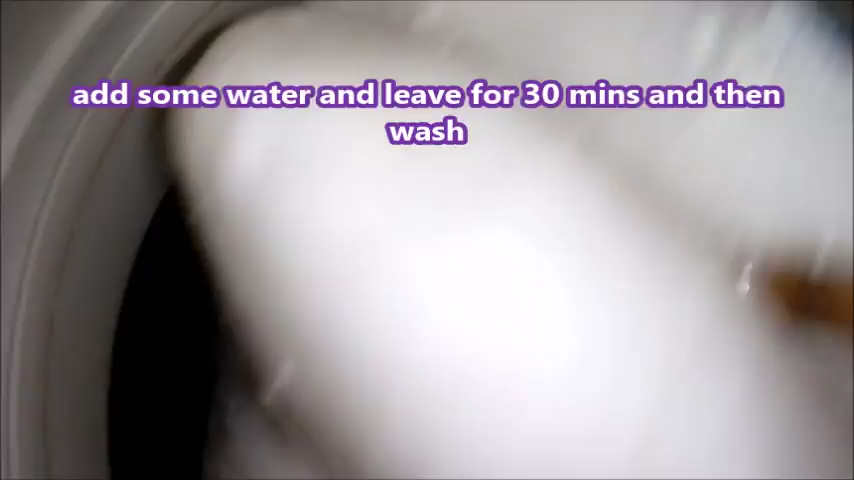 add some water and leave for 30 mins and then
wash